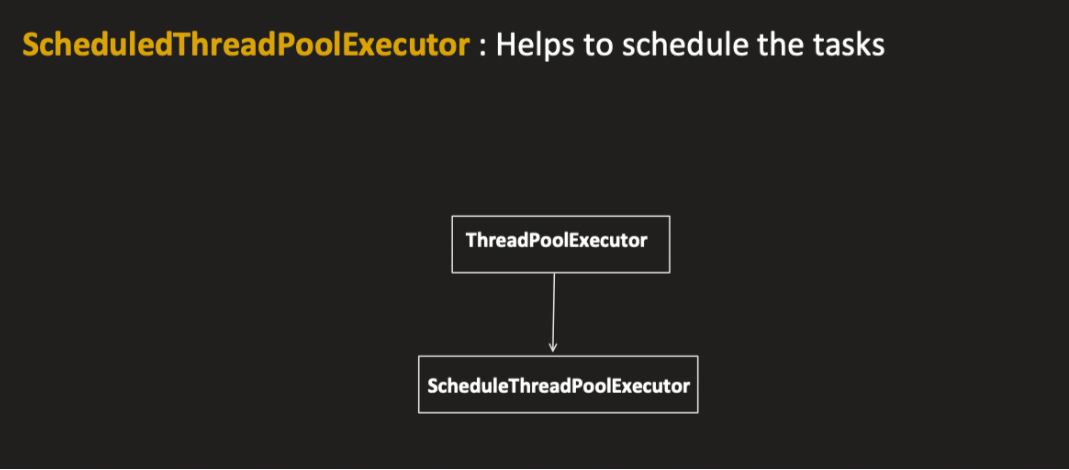 ScheduledThreadPoolExecutor : Helps to schedule the tasks
ThreadPoolExecutor
ScheduleThreadPoolExecutor